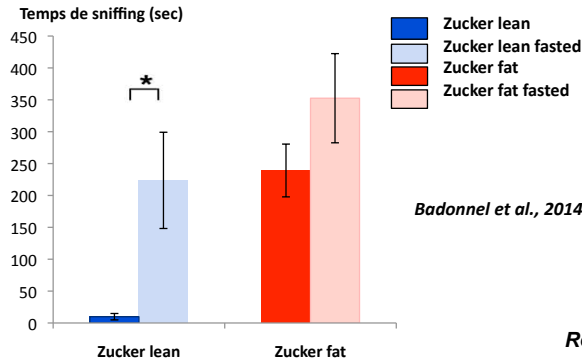 Temps de sniffing (sec)
Zucker lean
Zucker lean fasted
Zucker fat
Zucker fat fasted
450
400
350
300
250
200
150
100
50
0
*
Badonnel et al., 2014
Zucker lean
Zucker fat